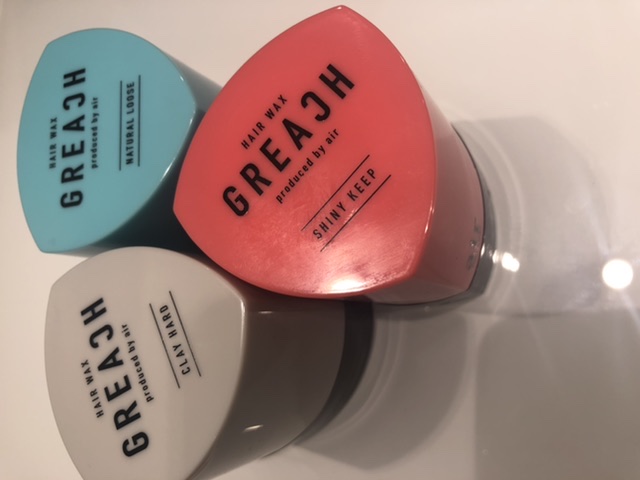 HAIR WAX
GREACH
produced by air
NATURAL LOOSE
HAIR WAX
GREACH
produced by air
SHINY KEEP
HAIR WAX
GREACH
produced by air
CLAY HARD